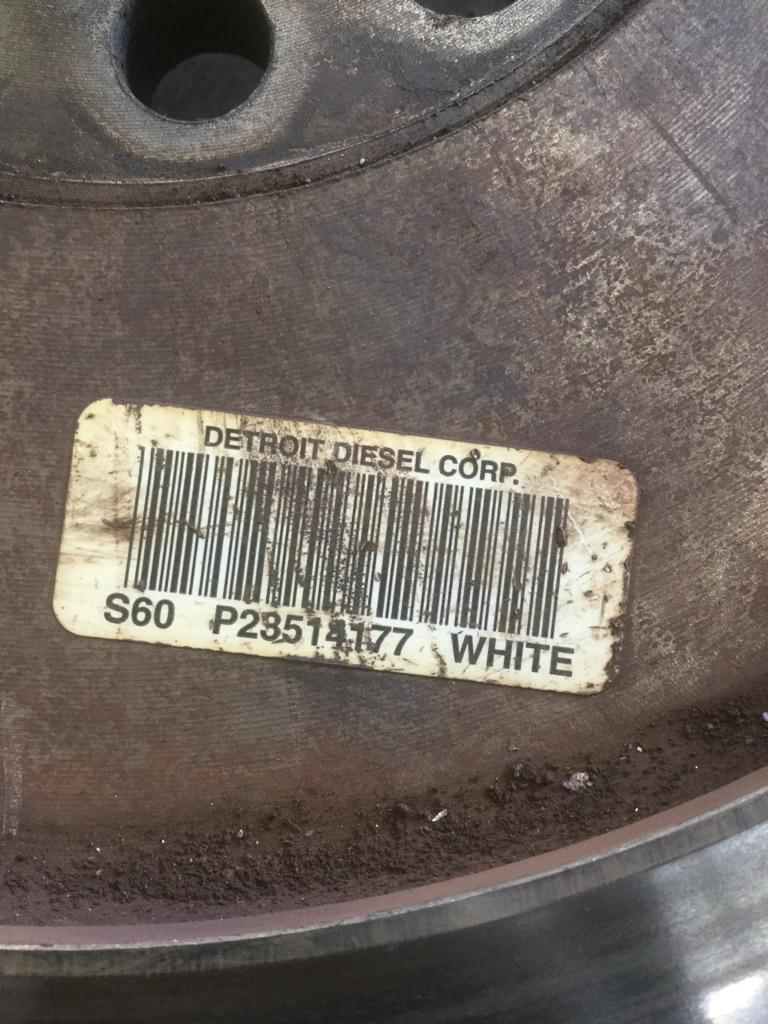 DETROIT DIESEL CORP.
S60 P23514177 WHITE